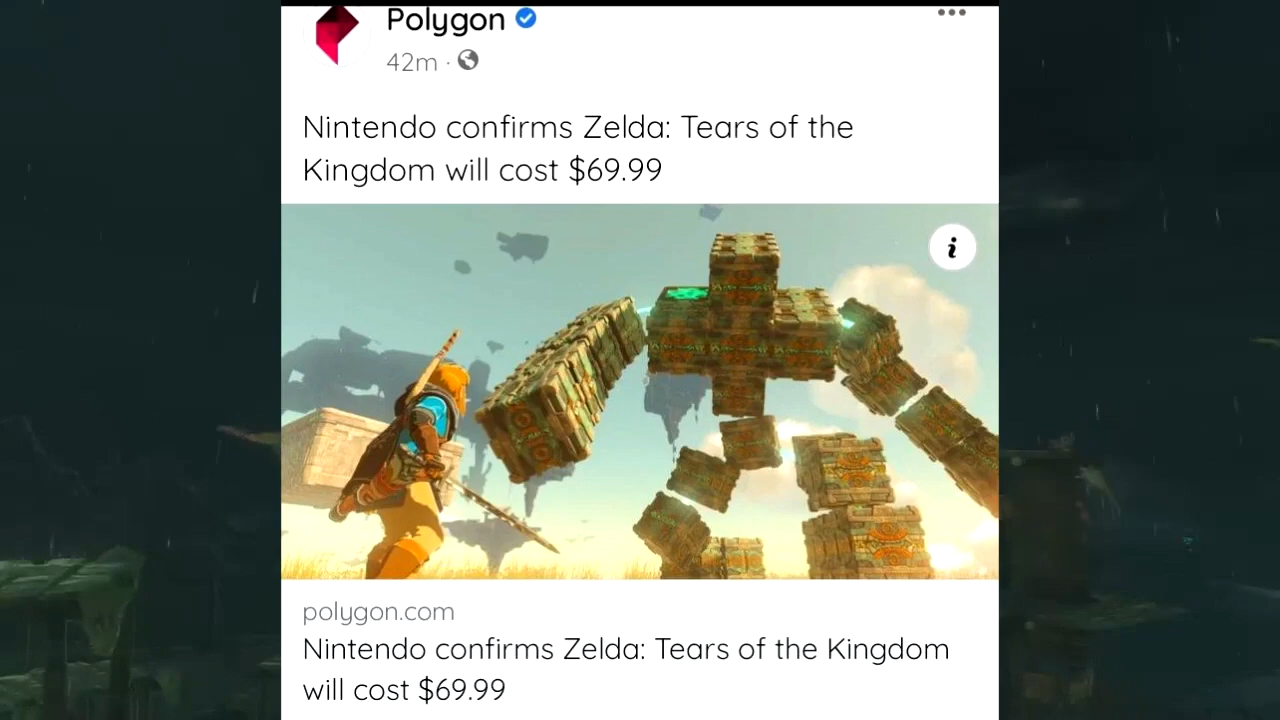 Polygon
42m ·
Nintendo confirms Zelda: Tears of the
Kingdom will cost $69.99
i
polygon.com
Nintendo confirms Zelda: Tears of the Kingdom
will cost $69.99